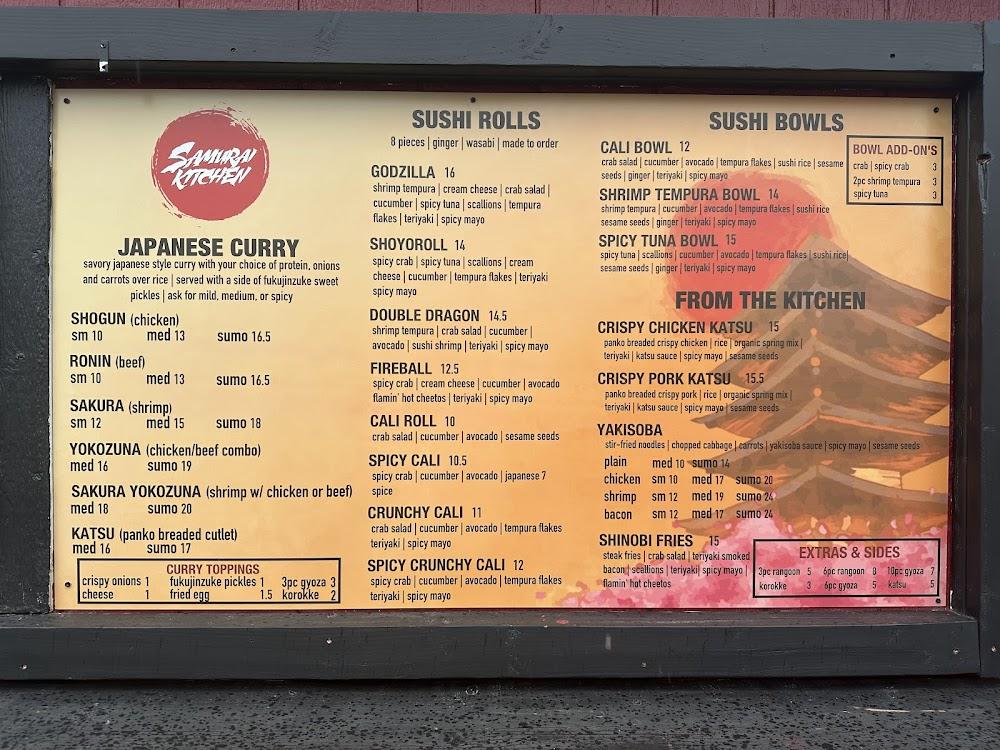 SAMURAI
KITCHEN
JAPANESE CURRY
savory japanese style curry with your choice of protein, onions
and carrots over rice | served with a side of fukujinzuke sweet
pickles | ask for mild, medium, or spicy
SHOGUN (chicken)
sm 10 med 13 sumo 16.5
RONIN (beef)
sm 10 med 13 sumo 16.5
SAKURA (shrimp)
sm 12 med 15 sumo 18
YOKOZUNA (chicken/beef combo)
med 16 sumo 19
SAKURA YOKOZUNA (shrimp w/ chicken or beef)
med 18 sumo 20
KATSU (panko breaded cutlet)
med 16 sumo 17
CURRY TOPPINGS
crispy onions 1 fukujinzuke pickles 1 3pc gyoza 3
cheese 1 fried egg 1.5 korokke 2
SUSHI ROLLS
8 pieces | ginger | wasabi | made to order
GODZILLA 16
shrimp tempura | cream cheese | crab salad |
cucumber | spicy tuna | scallions | tempura
flakes | teriyaki | spicy mayo
SHOYOROLL 14
spicy crab | spicy tuna | scallions | cream
cheese | cucumber | tempura flakes | teriyaki
spicy mayo
DOUBLE DRAGON 14.5
shrimp tempura | crab salad | cucumber |
avocado | sushi shrimp | teriyaki | spicy mayo
FIREBALL 12.5
spicy crab | cream cheese | cucumber | avocado
flamin' hot cheetos | teriyaki | spicy mayo
CALI ROLL 10
crab salad | cucumber | avocado | sesame seeds
SPICY CALI 10.5
spicy crab | cucumber | avocado | japanese 7
spice
CRUNCHY CALI 11
crab salad | cucumber | avocado | tempura flakes
teriyaki | spicy mayo
SPICY CRUNCHY CALI 12
spicy crab | cucumber | avocado | tempura flakes
teriyaki | spicy mayo
SUSHI BOWLS
CALI BOWL 12
crab salad | cucumber | avocado | tempura flakes | sushi rice | sesame
seeds | ginger | teriyaki | spicy mayo
SHRIMP TEMPURA BOWL 14
shrimp tempura | cucumber | avocado | tempura flakes | sushi rice
sesame seeds | ginger | teriyaki | spicy mayo
SPICY TUNA BOWL 15
spicy tuna | scallions | cucumber | avocado | tempura flakes | sushi rice|
sesame seeds | ginger | teriyaki | spicy mayo
BOWL ADD-ON'S
crab | spicy crab 3
2pc shrimp tempura 3
spicy tuna 3
FROM THE KITCHEN
CRISPY CHICKEN KATSU 15
panko breaded crispy chicken | rice | organic spring mix |
teriyaki | katsu sauce | spicy mayo | sesame seeds
CRISPY PORK KATSU 15.5
panko breaded crispy pork | rice | organic spring mix |
teriyaki | katsu sauce | spicy mayo | sesame seeds
YAKISOBA
stir-fried noodles | chopped cabbage | carrots | yakisoba sauce | spicy mayo | sesame seeds
plain med 10 sumo 14
chicken sm 10 med 17 sumo 20
shrimp sm 12 med 19 sumo 24
bacon sm 12 med 17 sumo 24
SHINOBI FRIES 15
steak fries | crab salad | teriyaki smoked
bacon | scallions | teriyaki| spicy mayo |
flamin' hot cheetos
EXTRAS & SIDES
3pc rangoon 5 6pc rangoon 8 10pc gyoza 7
korokke 3 6pc gyoza 5 katsu 5